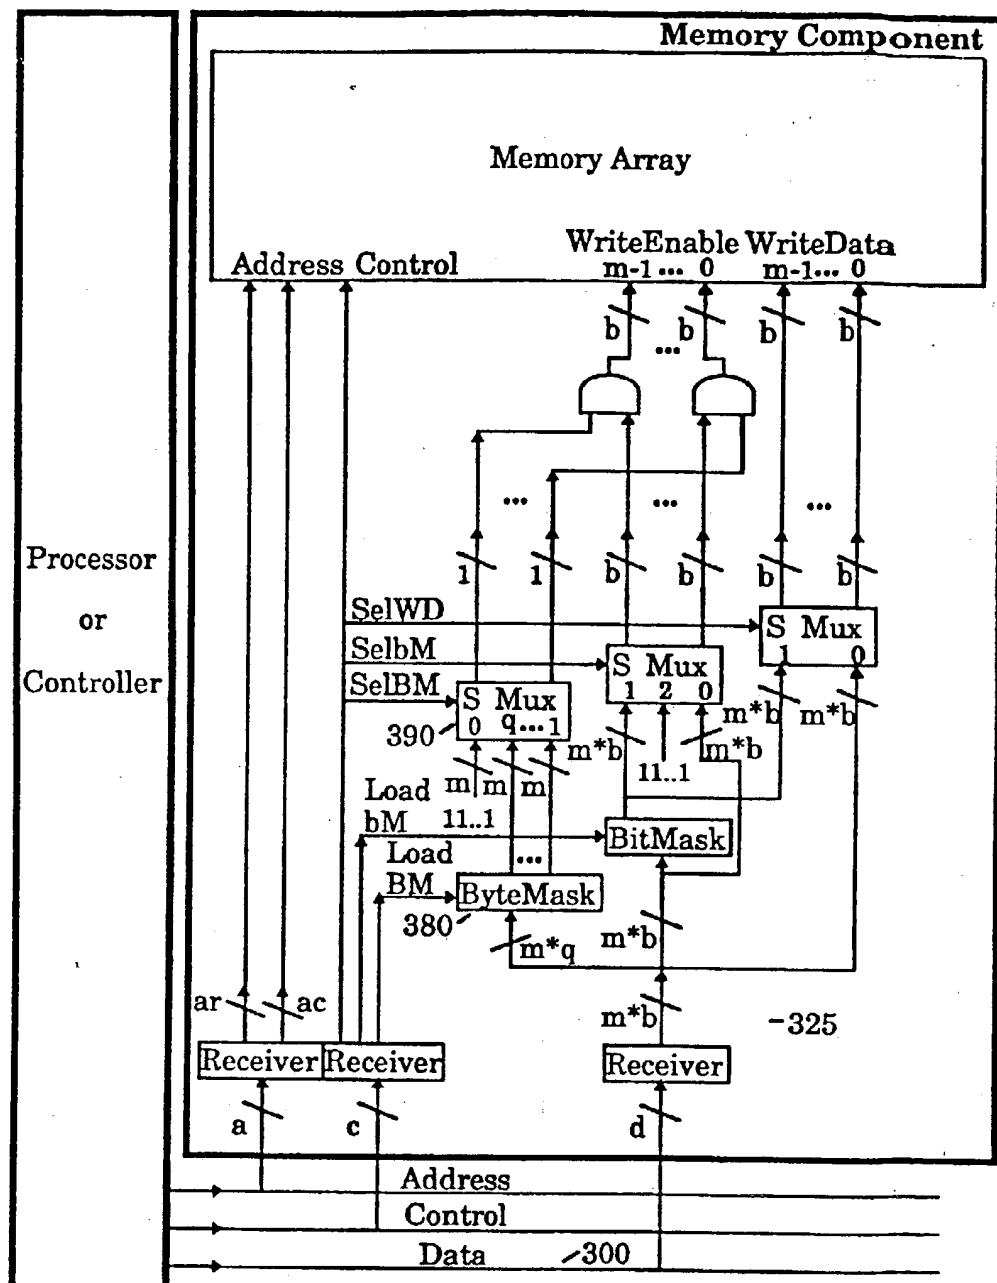 Memory Component
Memory Array
WriteEnable WriteData
Address Control
m-1 ... 0 m-1... 0
b b b b
...
... ... ...
1 1 b b b b
Processor
or
Controller
SelWD
SelbM
SelBM
S Mux
1 0
S Mux
1 2 0
S Mux
0 q... 1
390
m*b m*b
m*b m*b
m m m
11..1
11..1
Load
bM
BitMask
Load
BM
...
ByteMask
380
m*q
m*b
m*b
ar ac
325
Receiver Receiver Receiver
a c d
Address
Control
Data 300